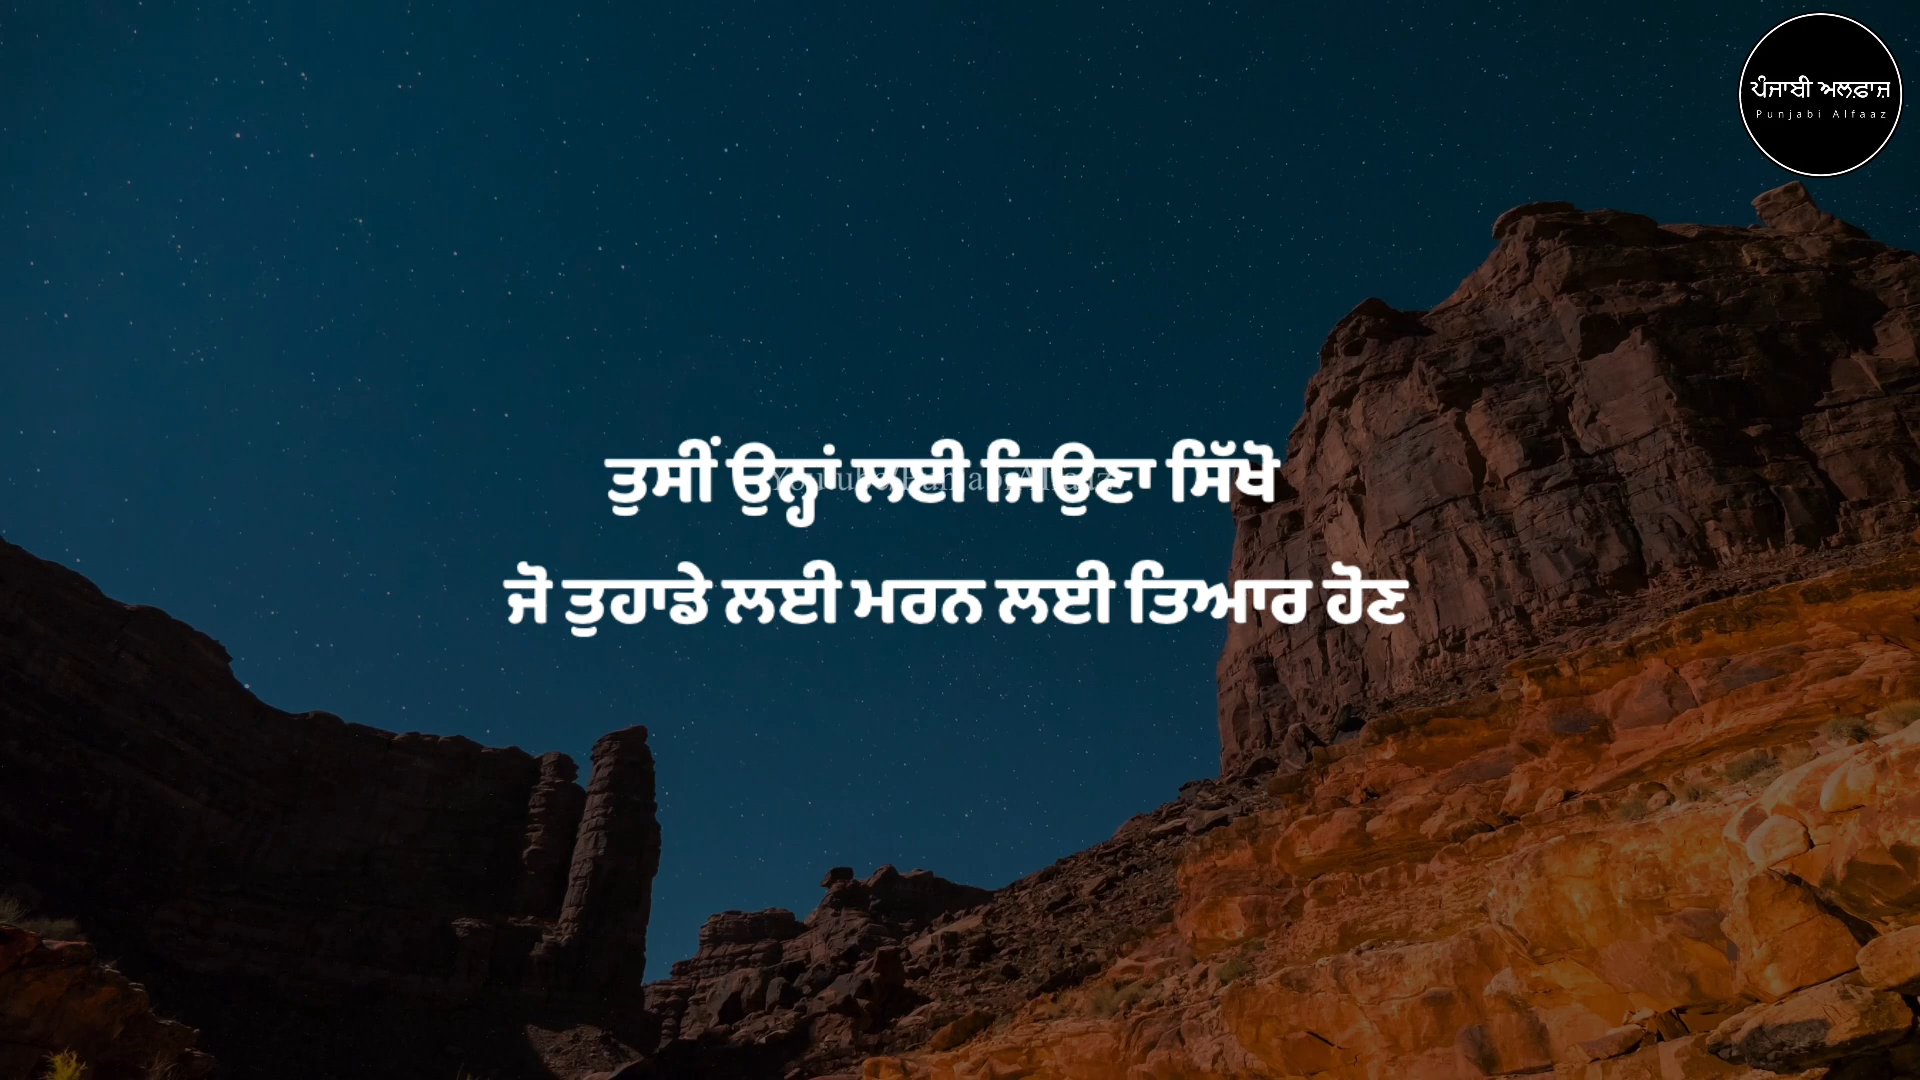 ਪੰਜਾਬੀ ਅਲਫ਼ਾਜ਼
Punjabi Alfaaz
ਤੁਸੀਂ ਉਨ੍ਹਾਂ ਲਈ ਜਿਉਣਾ ਸਿੱਖੋ
ਜੋ ਤੁਹਾਡੇ ਲਈ ਮਰਨ ਲਈ ਤਿਆਰ ਹੋਣ